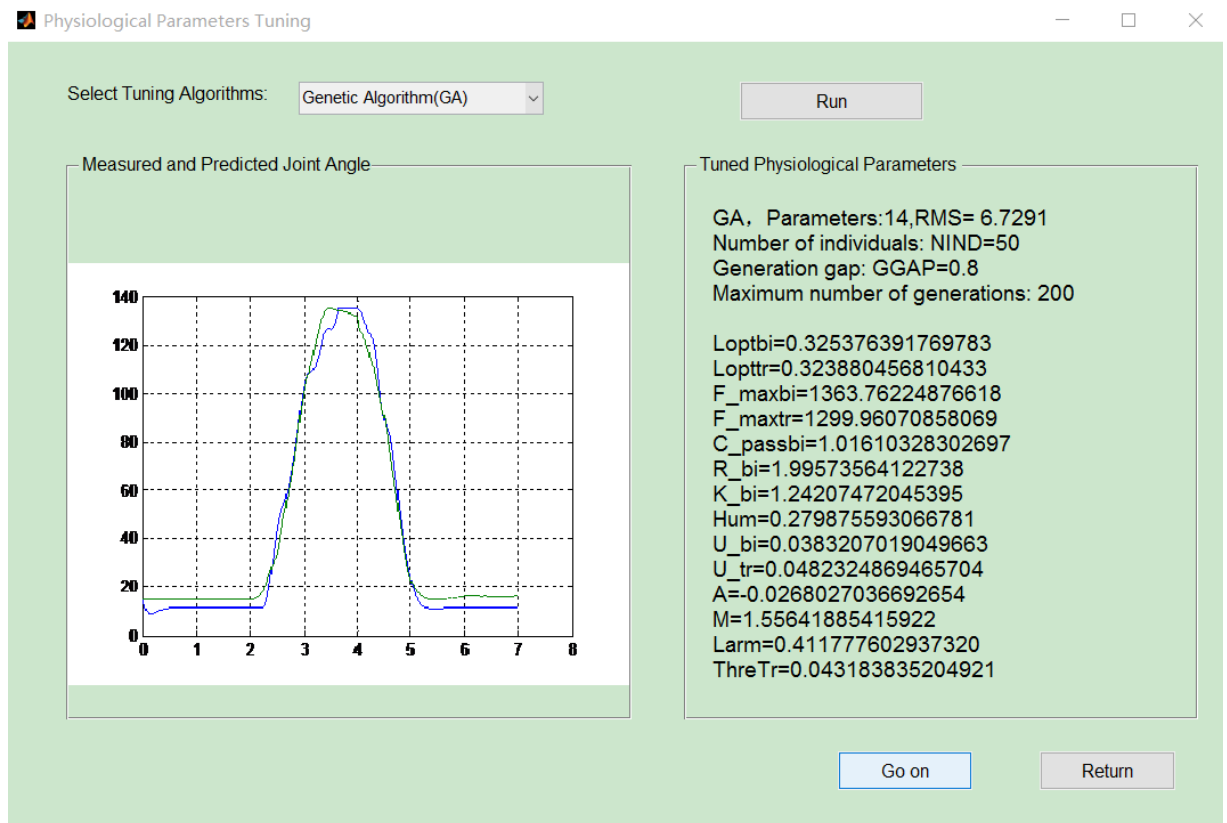 Physiological Parameters Tuning
Select Tuning Algorithms:
Genetic Algorithm(GA)
Run
Measured and Predicted Joint Angle
140
120
100
80
60
40
20
0
0 1 2 3 4 5 6 7 8
Tuned Physiological Parameters
GA，Parameters:14,RMS= 6.7291
Number of individuals: NIND=50
Generation gap: GGAP=0.8
Maximum number of generations: 200
Loptbi=0.325376391769783
Lopttr=0.323880456810433
F_maxbi=1363.76224876618
F_maxtr=1299.96070858069
C_passbi=1.01610328302697
R_bi=1.99573564122738
K_bi=1.24207472045395
Hum=0.279875593066781
U_bi=0.0383207019049663
U_tr=0.0482324869465704
A=-0.0268027036692654
M=1.55641885415922
Larm=0.411777602937320
ThreTr=0.043183835204921
Go on
Return